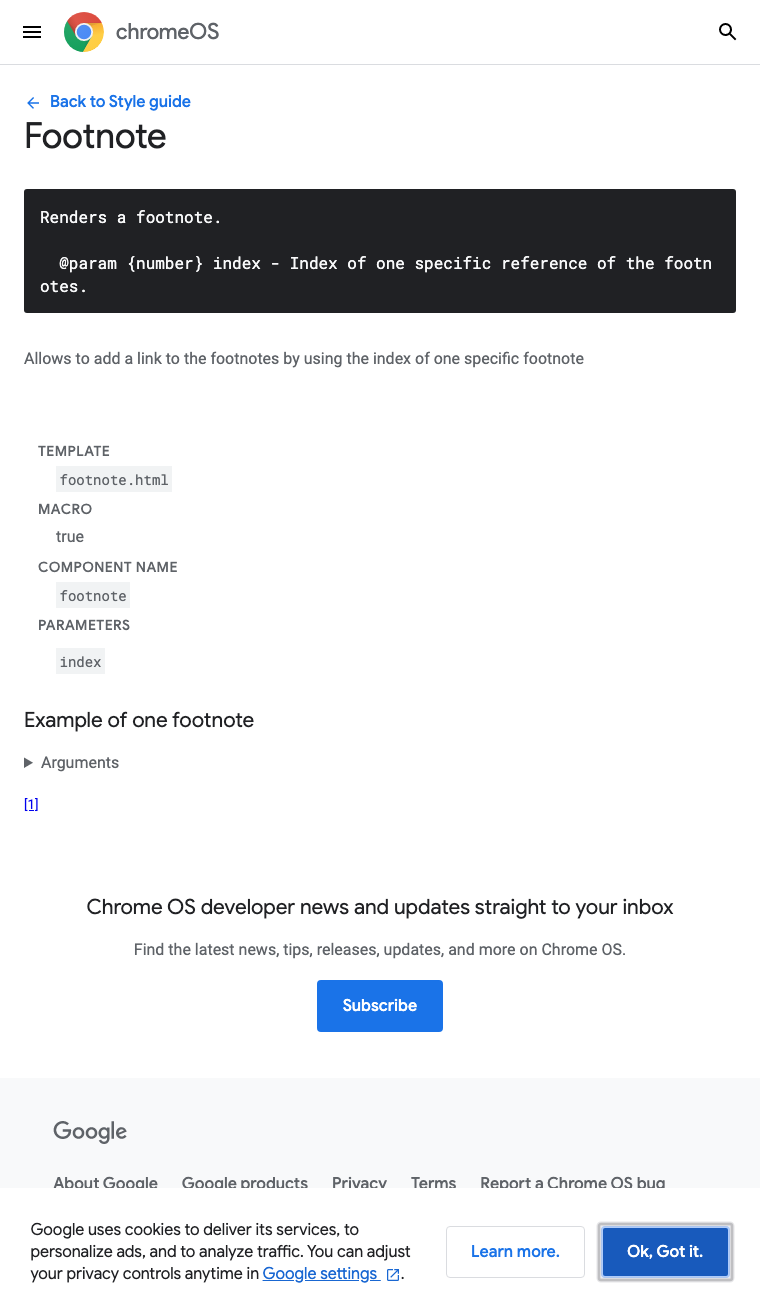 chromeOS
Back to Style guide
Footnote
Renders a footnote.
@param {number} index - Index of one specific reference of the footn
otes.
Allows to add a link to the footnotes by using the index of one specific footnote
TEMPLATE
footnote.html
MACRO
true
COMPONENT NAME
footnote
PARAMETERS
index
Example of one footnote
Arguments
[1]
Chrome OS developer news and updates straight to your inbox
Find the latest news, tips, releases, updates, and more on Chrome OS.
Subscribe
Google
About Google Google products Privacy Terms Report a Chrome OS bug
Google uses cookies to deliver its services, to
personalize ads, and to analyze traffic. You can adjust
your privacy controls anytime in Google settings .
Learn more.
Ok, Got it.